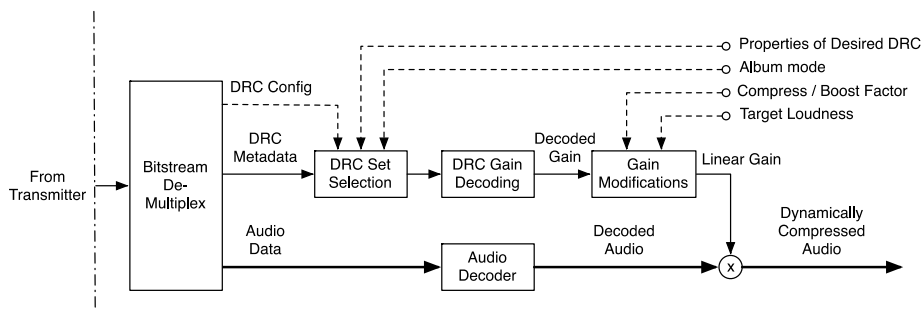 Properties of Desired DRC
Album mode
Compress / Boost Factor
Target Loudness
DRC Config
DRC
Metadata
DRC Set
Selection
DRC Gain
Decoding
Decoded
Gain
Gain
Modifications
Linear Gain
From
Transmitter
Bitstream
De-
Multiplex
Audio
Data
Audio
Decoder
Decoded
Audio
x
Dynamically
Compressed
Audio